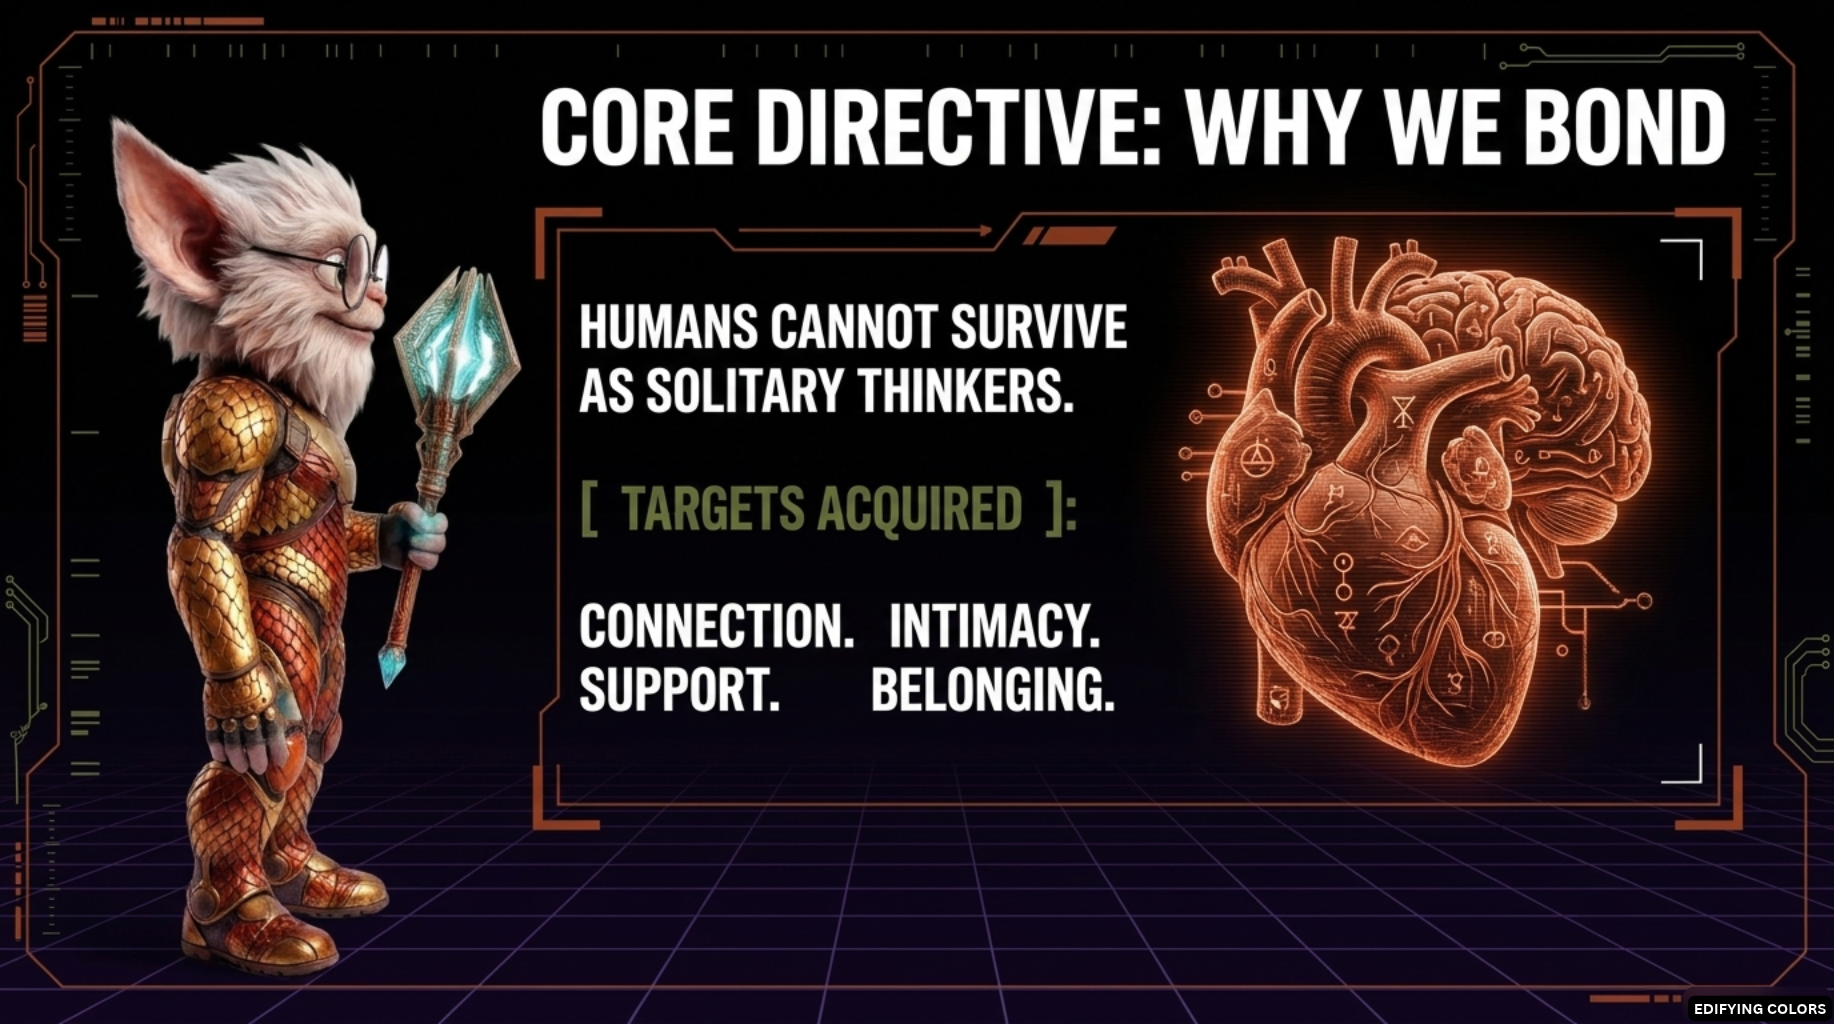 CORE DIRECTIVE: WHY WE BOND
HUMANS CANNOT SURVIVE
AS SOLITARY THINKERS.
[ TARGETS ACQUIRED ]:
CONNECTION. INTIMACY.
SUPPORT. BELONGING.
EDIFYING COLORS